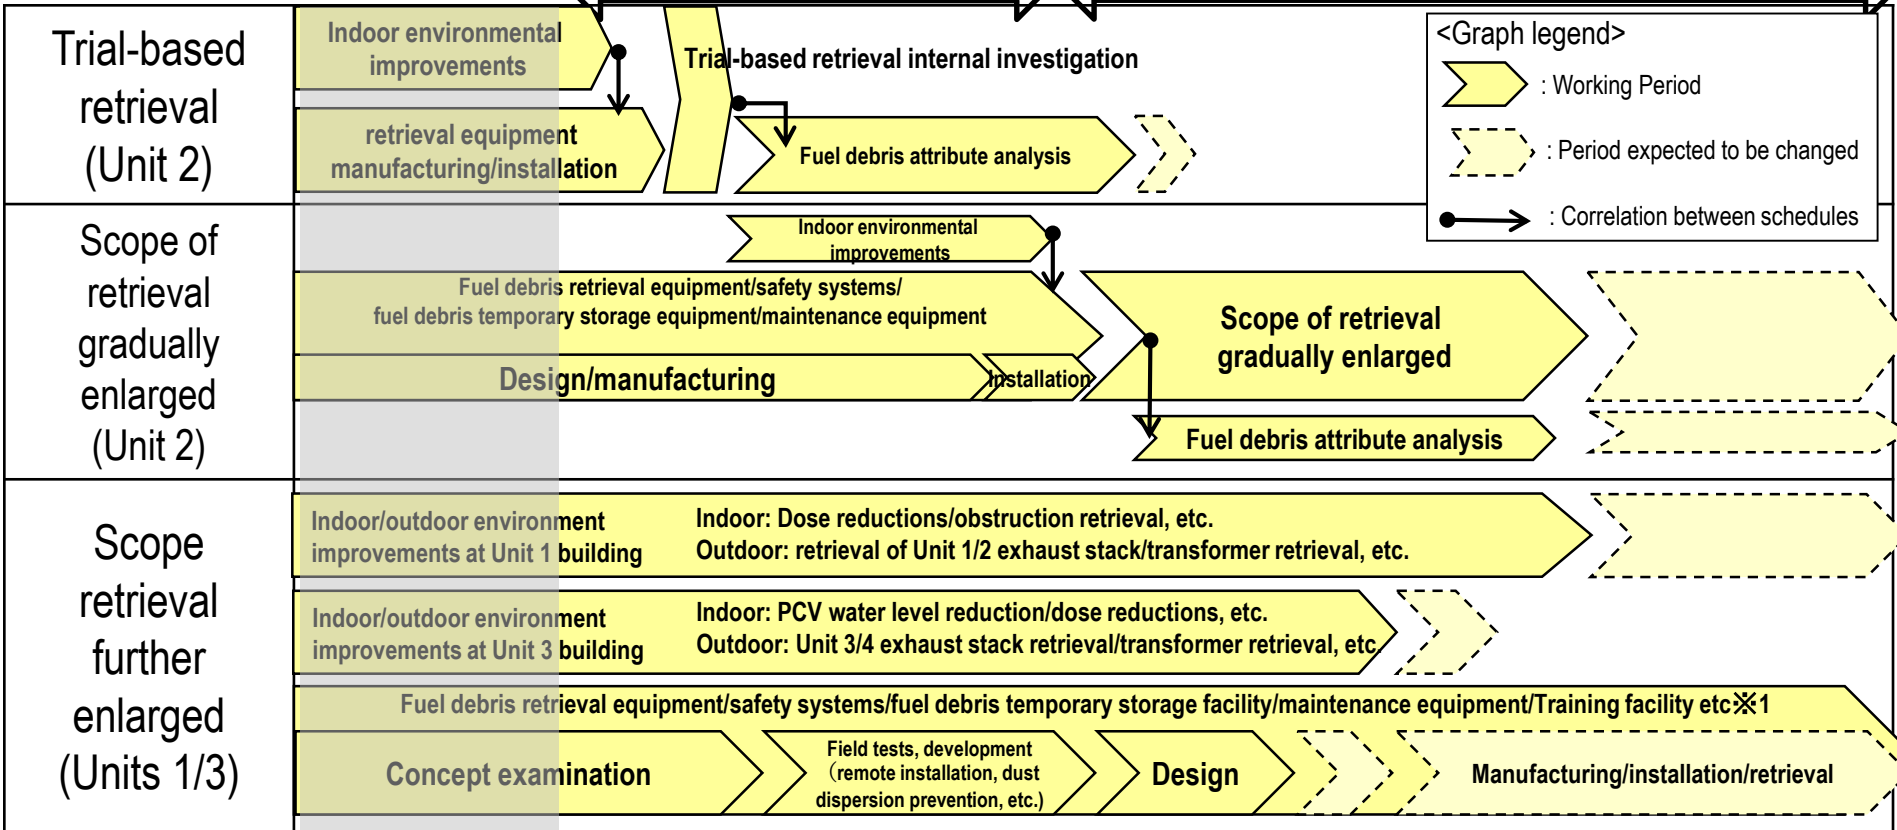 Trial-based
retrieval
(Unit 2)
Indoor environmental
improvements
retrieval equipment
manufacturing/installation
Trial-based retrieval internal investigation
Fuel debris attribute analysis
<Graph legend>
: Working Period
: Period expected to be changed
: Correlation between schedules
Scope of
retrieval
gradually
enlarged
(Unit 2)
Indoor environmental
improvements
Fuel debris retrieval equipment/safety systems/
fuel debris temporary storage equipment/maintenance equipment
Design/manufacturing
Installation
Scope of retrieval
gradually enlarged
Fuel debris attribute analysis
Scope
retrieval
further
enlarged
(Units 1/3)
Indoor/outdoor environment
improvements at Unit 1 building
Indoor: Dose reductions/obstruction retrieval, etc.
Outdoor: retrieval of Unit 1/2 exhaust stack/transformer retrieval, etc.
Indoor/outdoor environment
improvements at Unit 3 building
Indoor: PCV water level reduction/dose reductions, etc.
Outdoor: Unit 3/4 exhaust stack retrieval/transformer retrieval, etc.
Fuel debris retrieval equipment/safety systems/fuel debris temporary storage facility/maintenance equipment/Training facility etc※1
Concept examination
Field tests, development
（remote installation, dust
dispersion prevention, etc.)
Design
Manufacturing/installation/retrieval